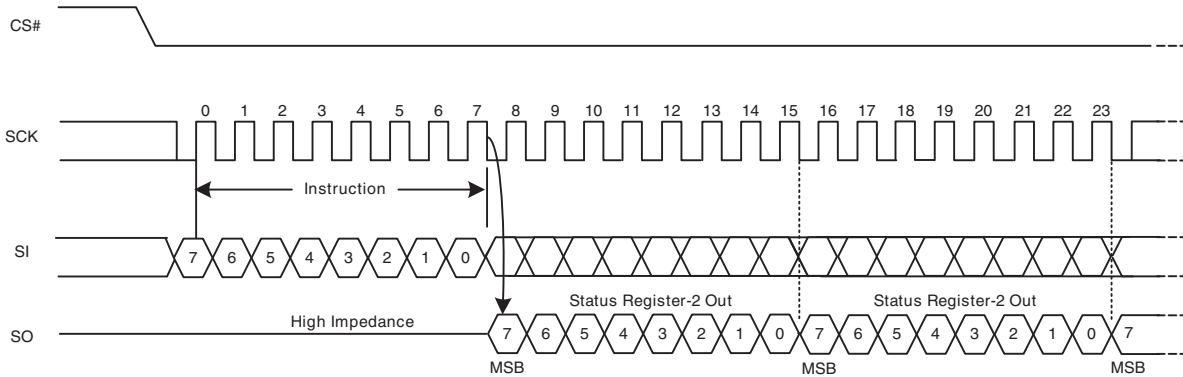 CS#
0 1 2 3 4 5 6 7 8 9 10 11 12 13 14 15 16 17 18 19 20 21 22 23
SCK
Instruction
SI
7 6 5 4 3 2 1 0
Status Register-2 Out Status Register-2 Out
High Impedance
SO
7 6 5 4 3 2 1 0 7 6 5 4 3 2 1 0 7
MSB MSB MSB